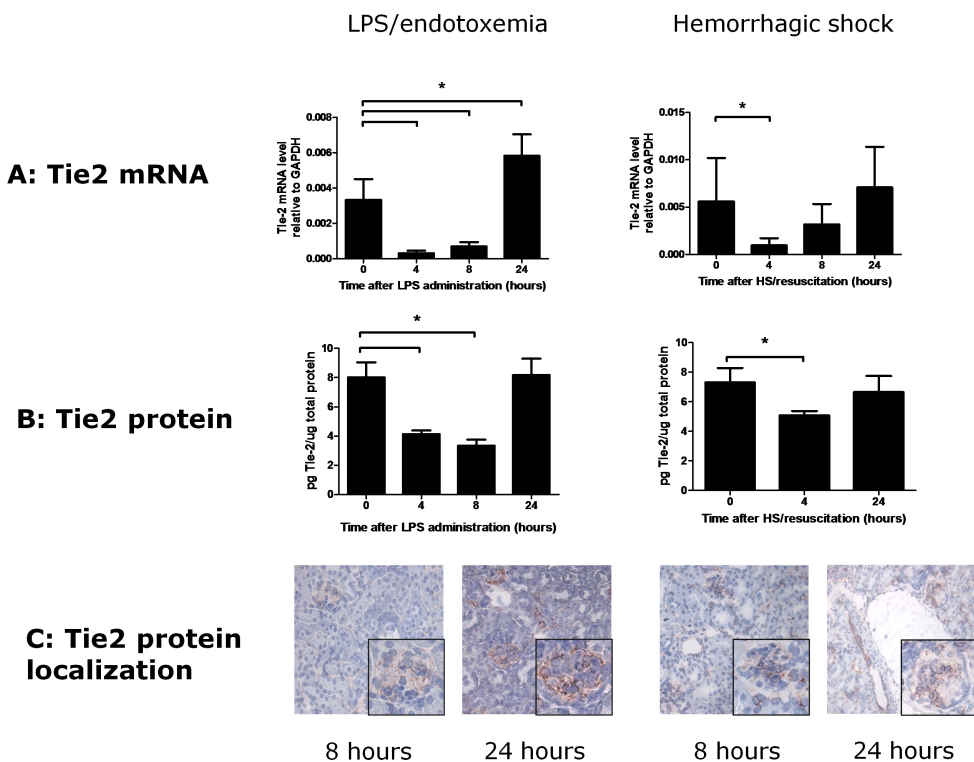 LPS/endotoxemia
Hemorrhagic shock
A: Tie2 mRNA
Tie-2 mRNA level
relative to GAPDH
0.008
0.006
0.004
0.002
0.000
*
0 4 8 24
Time after LPS administration (hours)
Tie-2 mRNA level
relative to GAPDH
0.015
0.010
0.005
0.000
*
0 4 8 24
Time after HS/resuscitation (hours)
B: Tie2 protein
pg Tie-2/ug total protein
10
8
6
4
2
0
*
0 4 8 24
Time after LPS administration (hours)
pg Tie-2/ug total protein
10
8
6
4
2
0
*
0 4 24
Time after HS/resuscitation (hours)
C: Tie2 protein
localization
8 hours
24 hours
8 hours
24 hours